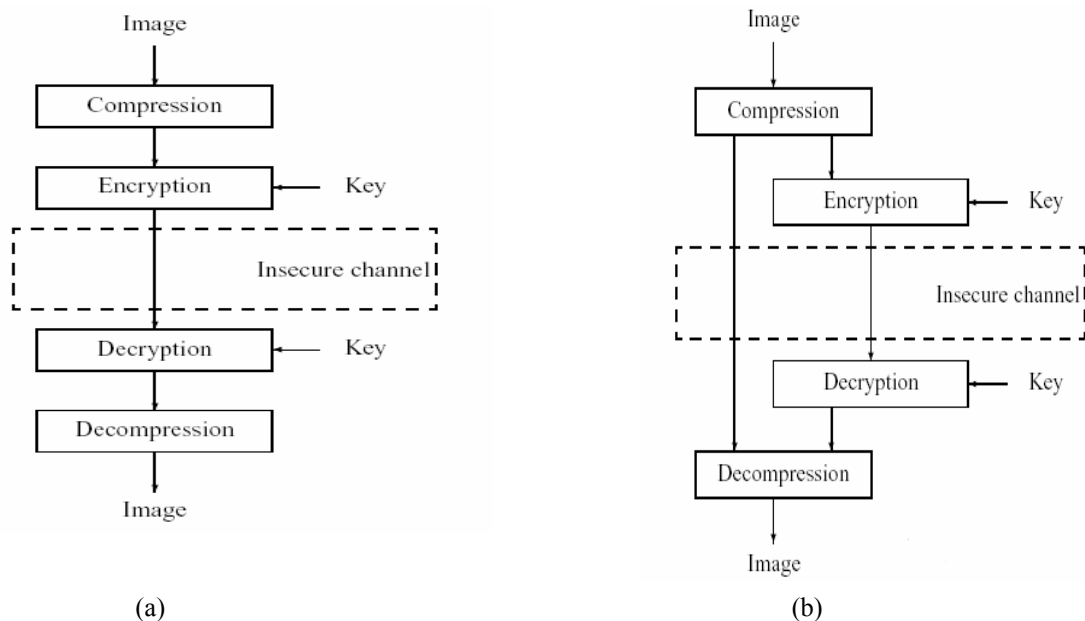 Image
Compression
Encryption
Key
Insecure channel
Decryption
Key
Decompression
Image
(a)
Image
Compression
Encryption
Key
Insecure channel
Decryption
Key
Decompression
Image
(b)